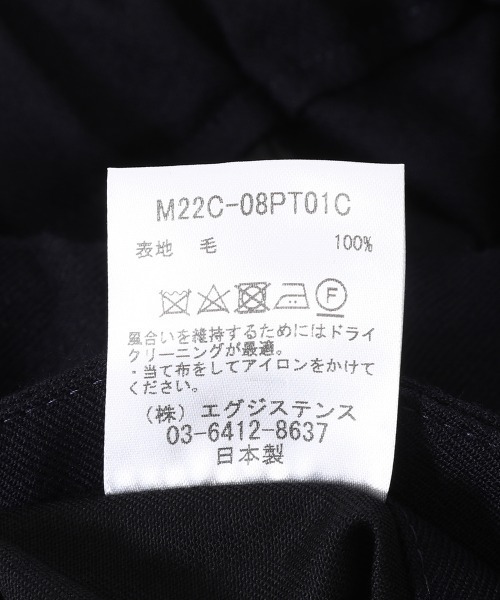 M22C-08PT01C
表地 毛 100%
F
風合いを維持するためにはドライ
クリーニングが最適。
・当て布をしてアイロンをかけて
ください。
(株) エグジステンス
03-6412-8637
日本製